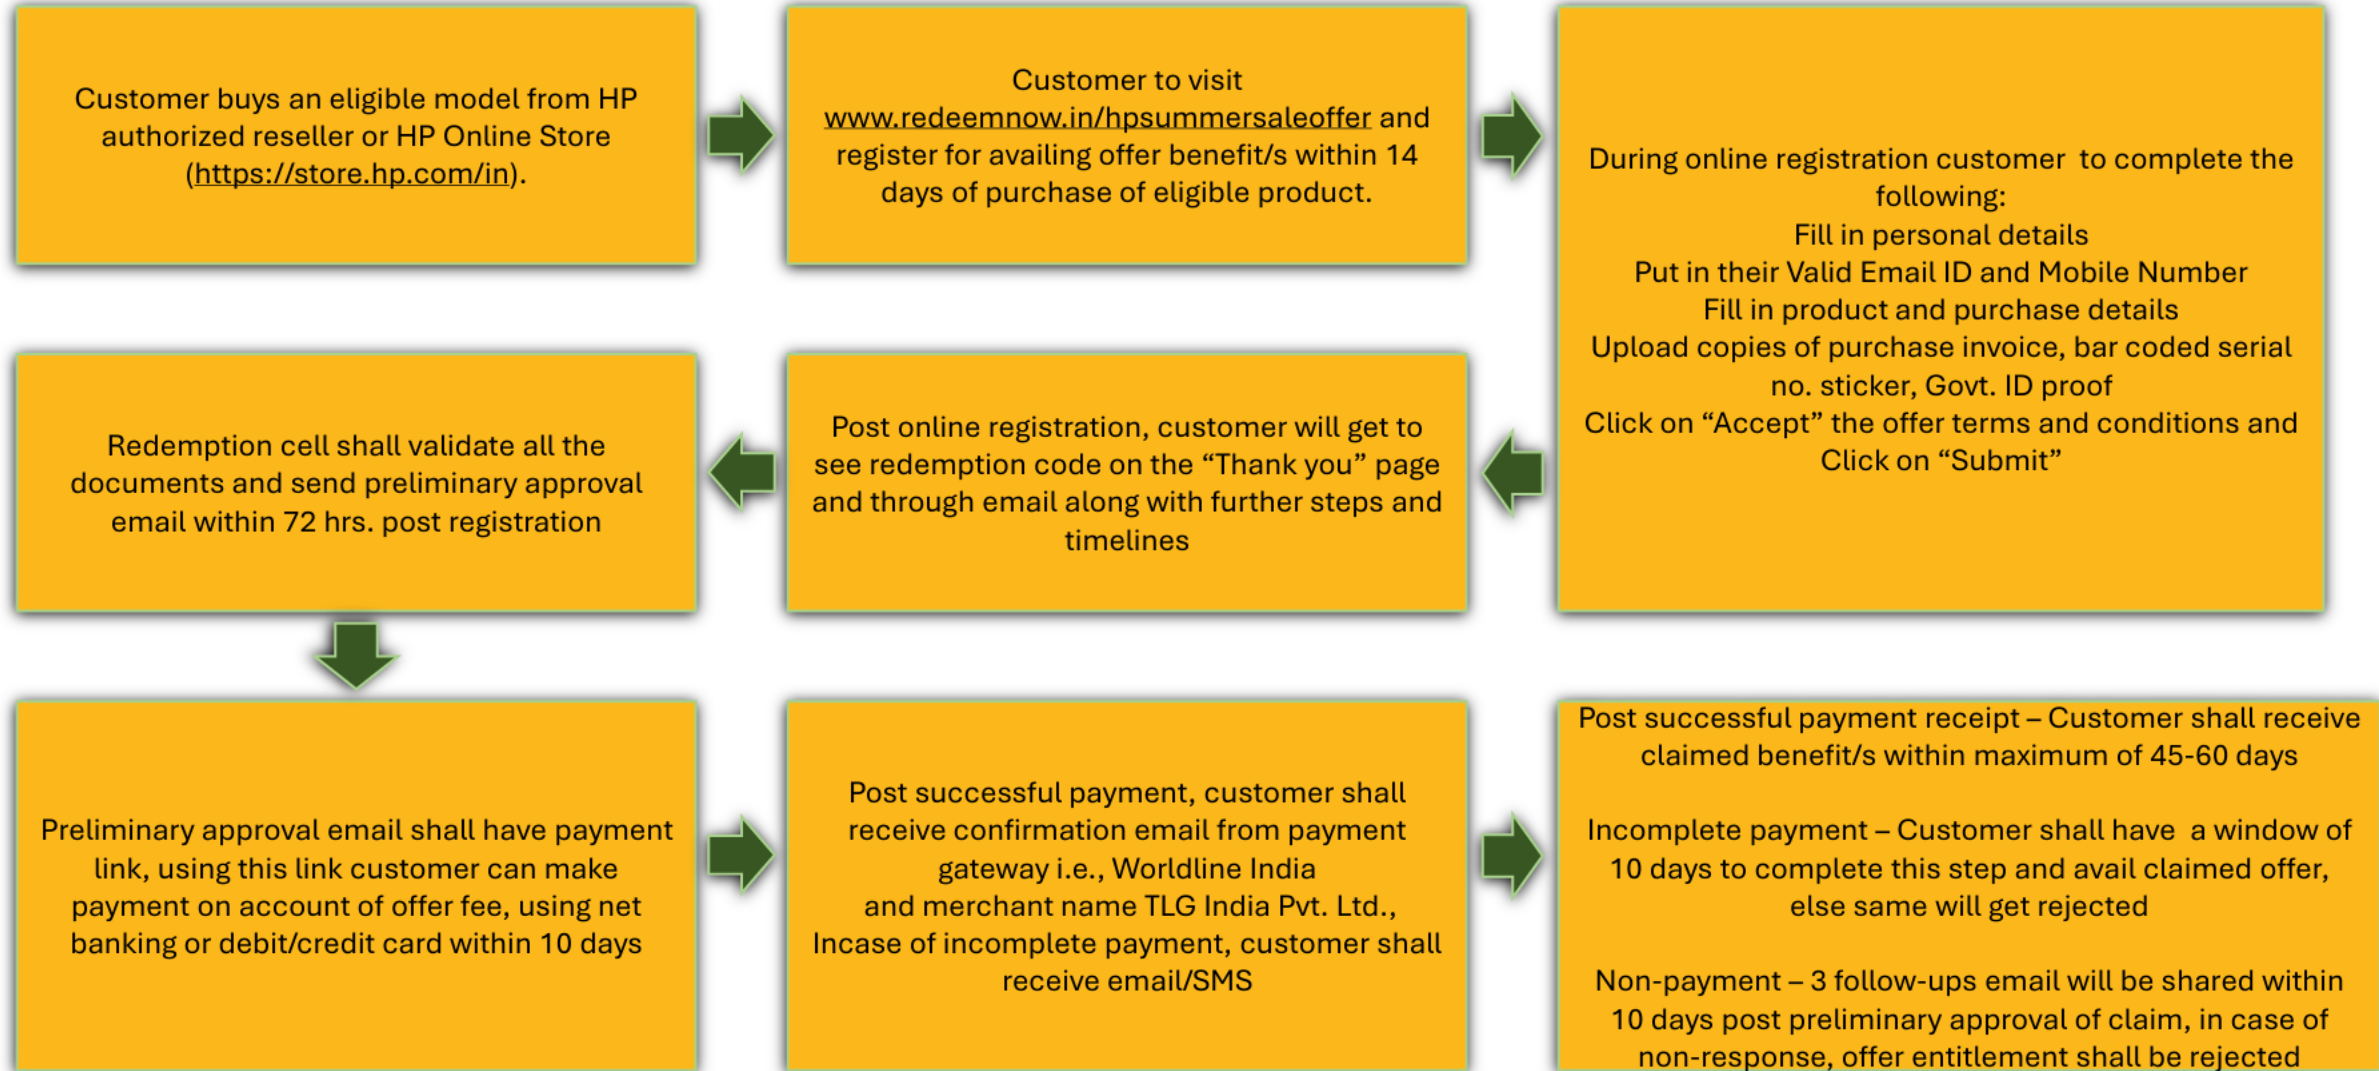 Customer buys an eligible model from HP
authorized reseller or HP Online Store
(https://store.hp.com/in).
Customer to visit
www.redeemnow.in/hpsummersaleoffer and
register for availing offer benefit/s within 14
days of purchase of eligible product.
During online registration customer  to complete the
following:
Fill in personal details
Put in their Valid Email ID and Mobile Number
Fill in product and purchase details
Upload copies of purchase invoice, bar coded serial
no. sticker, Govt. ID proof
Click on “Accept” the offer terms and conditions and
Click on “Submit”
Post online registration, customer will get to
see redemption code on the “Thank you” page
and through email along with further steps and
timelines
Redemption cell shall validate all the
documents and send preliminary approval
email within 72 hrs. post registration
Preliminary approval email shall have payment
link, using this link customer can make
payment on account of offer fee, using net
banking or debit/credit card within 10 days
Post successful payment, customer shall
receive confirmation email from payment
gateway i.e., Worldline India
and merchant name TLG India Pvt. Ltd.,
Incase of incomplete payment, customer shall
receive email/SMS
Post successful payment receipt – Customer shall receive
claimed benefit/s within maximum of 45-60 days
Incomplete payment – Customer shall have  a window of
10 days to complete this step and avail claimed offer,
else same will get rejected
Non-payment – 3 follow-ups email will be shared within
10 days post preliminary approval of claim, in case of
non-response, offer entitlement shall be rejected